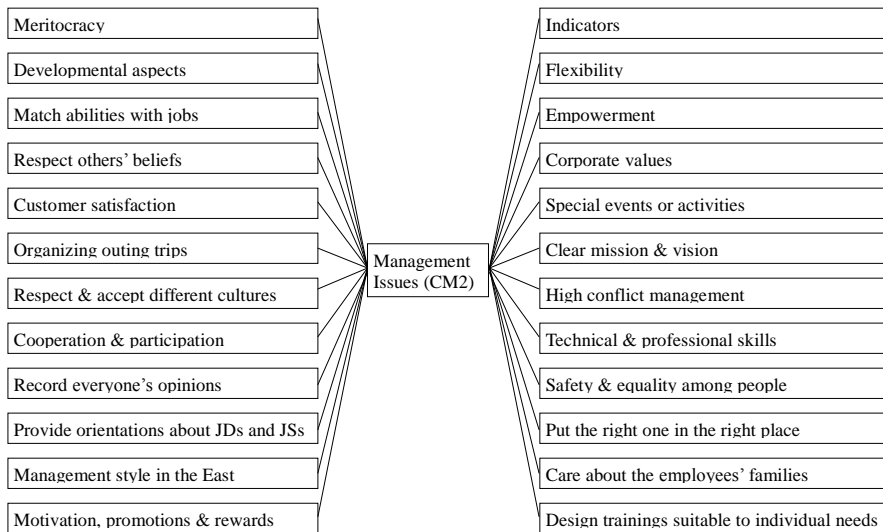 Meritocracy
Developmental aspects
Match abilities with jobs
Respect others’ beliefs
Customer satisfaction
Organizing outing trips
Respect & accept different cultures
Cooperation & participation
Record everyone’s opinions
Provide orientations about JDs and JSs
Management style in the East
Motivation, promotions & rewards
Management
Issues (CM2)
Indicators
Flexibility
Empowerment
Corporate values
Special events or activities
Clear mission & vision
High conflict management
Technical & professional skills
Safety & equality among people
Put the right one in the right place
Care about the employees’ families
Design trainings suitable to individual needs